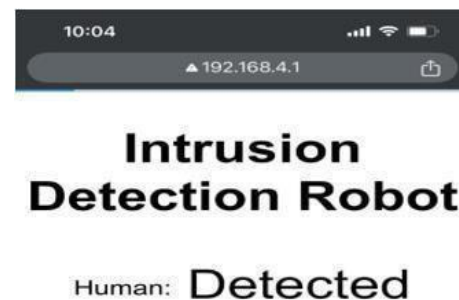 10:04
192.168.4.1
Intrusion
Detection Robot
Human: Detected